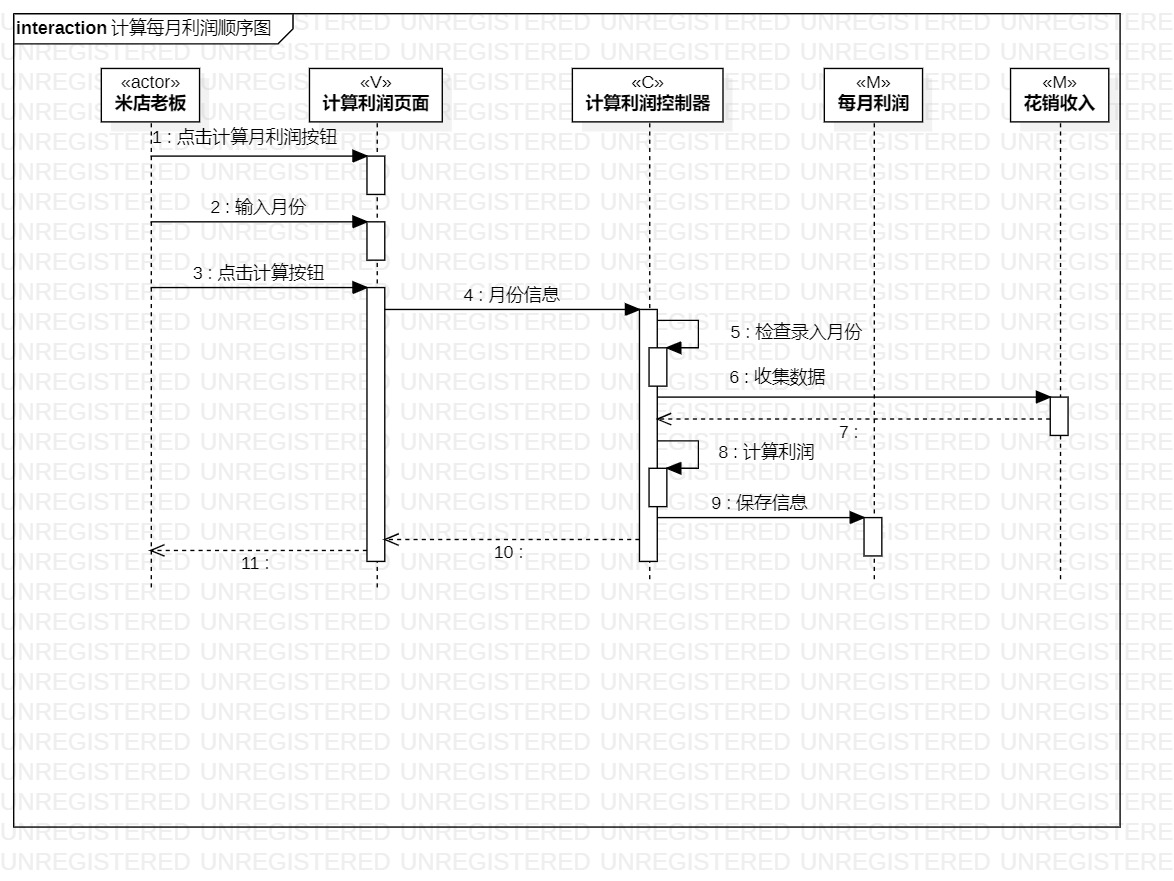 interaction 计算每月利润顺序图
«actor»
米店老板
«V»
计算利润页面
«C»
计算利润控制器
«M»
每月利润
«M»
花销收入
1 : 点击计算月利润按钮
2 : 输入月份
3 : 点击计算按钮
4 : 月份信息
5 : 检查录入月份
6 : 收集数据
7 :
8 : 计算利润
9 : 保存信息
10 :
11 :
UNREGISTERED UNREGISTERED UNREGISTERED UNREGISTERED UNREGISTERED UNREGISTERED